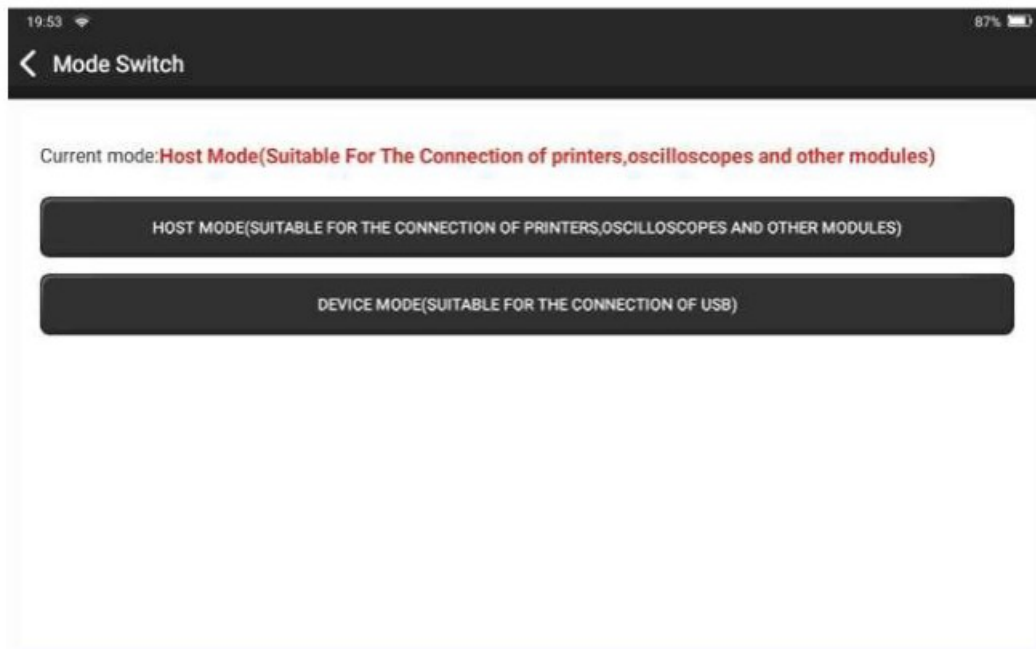 19:53
87%
Mode Switch
Current mode:Host Mode(Suitable For The Connection of printers,oscilloscopes and other modules)
HOST MODE(SUITABLE FOR THE CONNECTION OF PRINTERS,OSCILLOSCOPES AND OTHER MODULES)
DEVICE MODE(SUITABLE FOR THE CONNECTION OF USB)